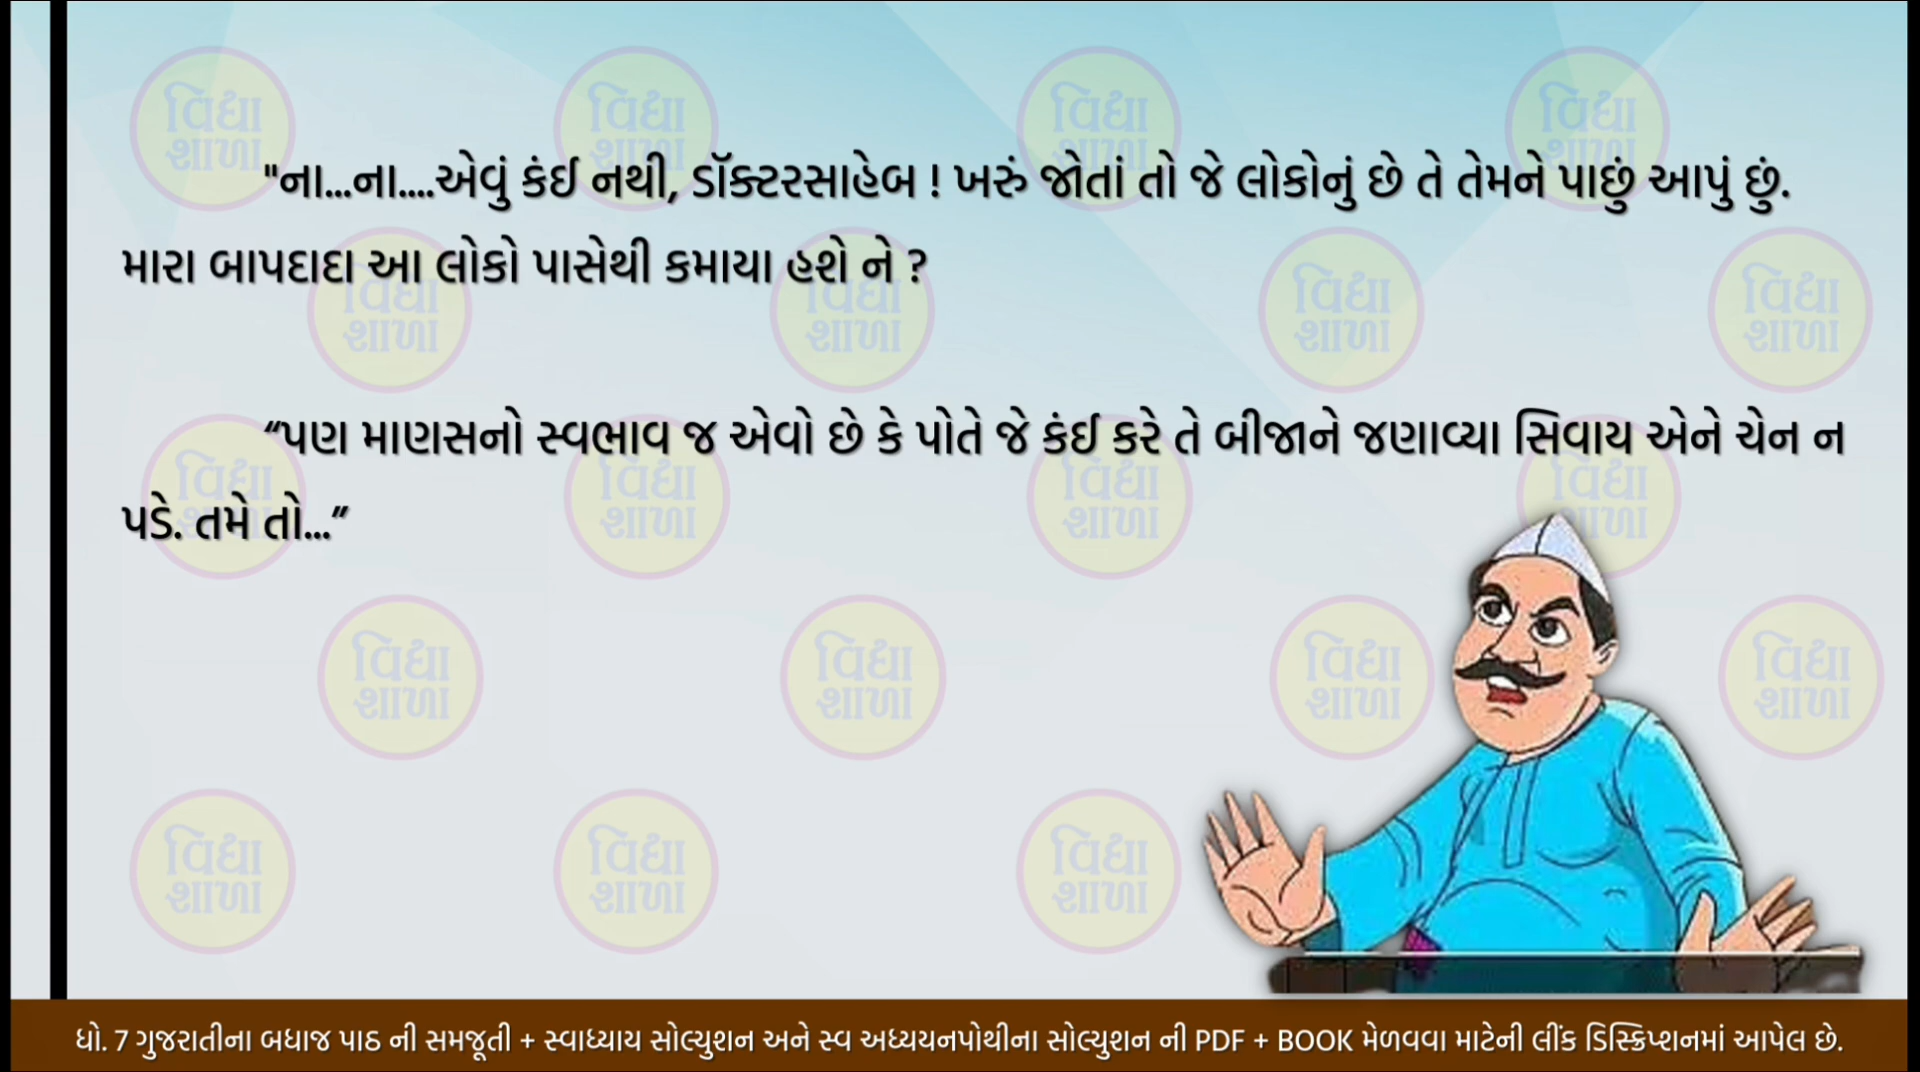 "ના...ના....એવું કંઈ નથી, ડૉક્ટરસાહેબ ! ખરું જોતાં તો જે લોકોનું છે તે તેમને પાછું આપું છું.
મારા બાપદાદા આ લોકો પાસેથી કમાયા હશે ને ?
“પણ માણસનો સ્વભાવ જ એવો છે કે પોતે જે કંઈ કરે તે બીજાને જણાવ્યા સિવાય એને ચેન ન
પડે. તમે તો...”
વિદ્યા
શાળા
ધો. 7 ગુજરાતીના બધાજ પાઠ ની સમજૂતી + સ્વાધ્યાય સોલ્યુશન અને સ્વ અધ્યયનપોથીના સોલ્યુશન ની PDF + BOOK મેળવવા માટેની લીંક ડિસ્ક્રિપ્શનમાં આપેલ છે.